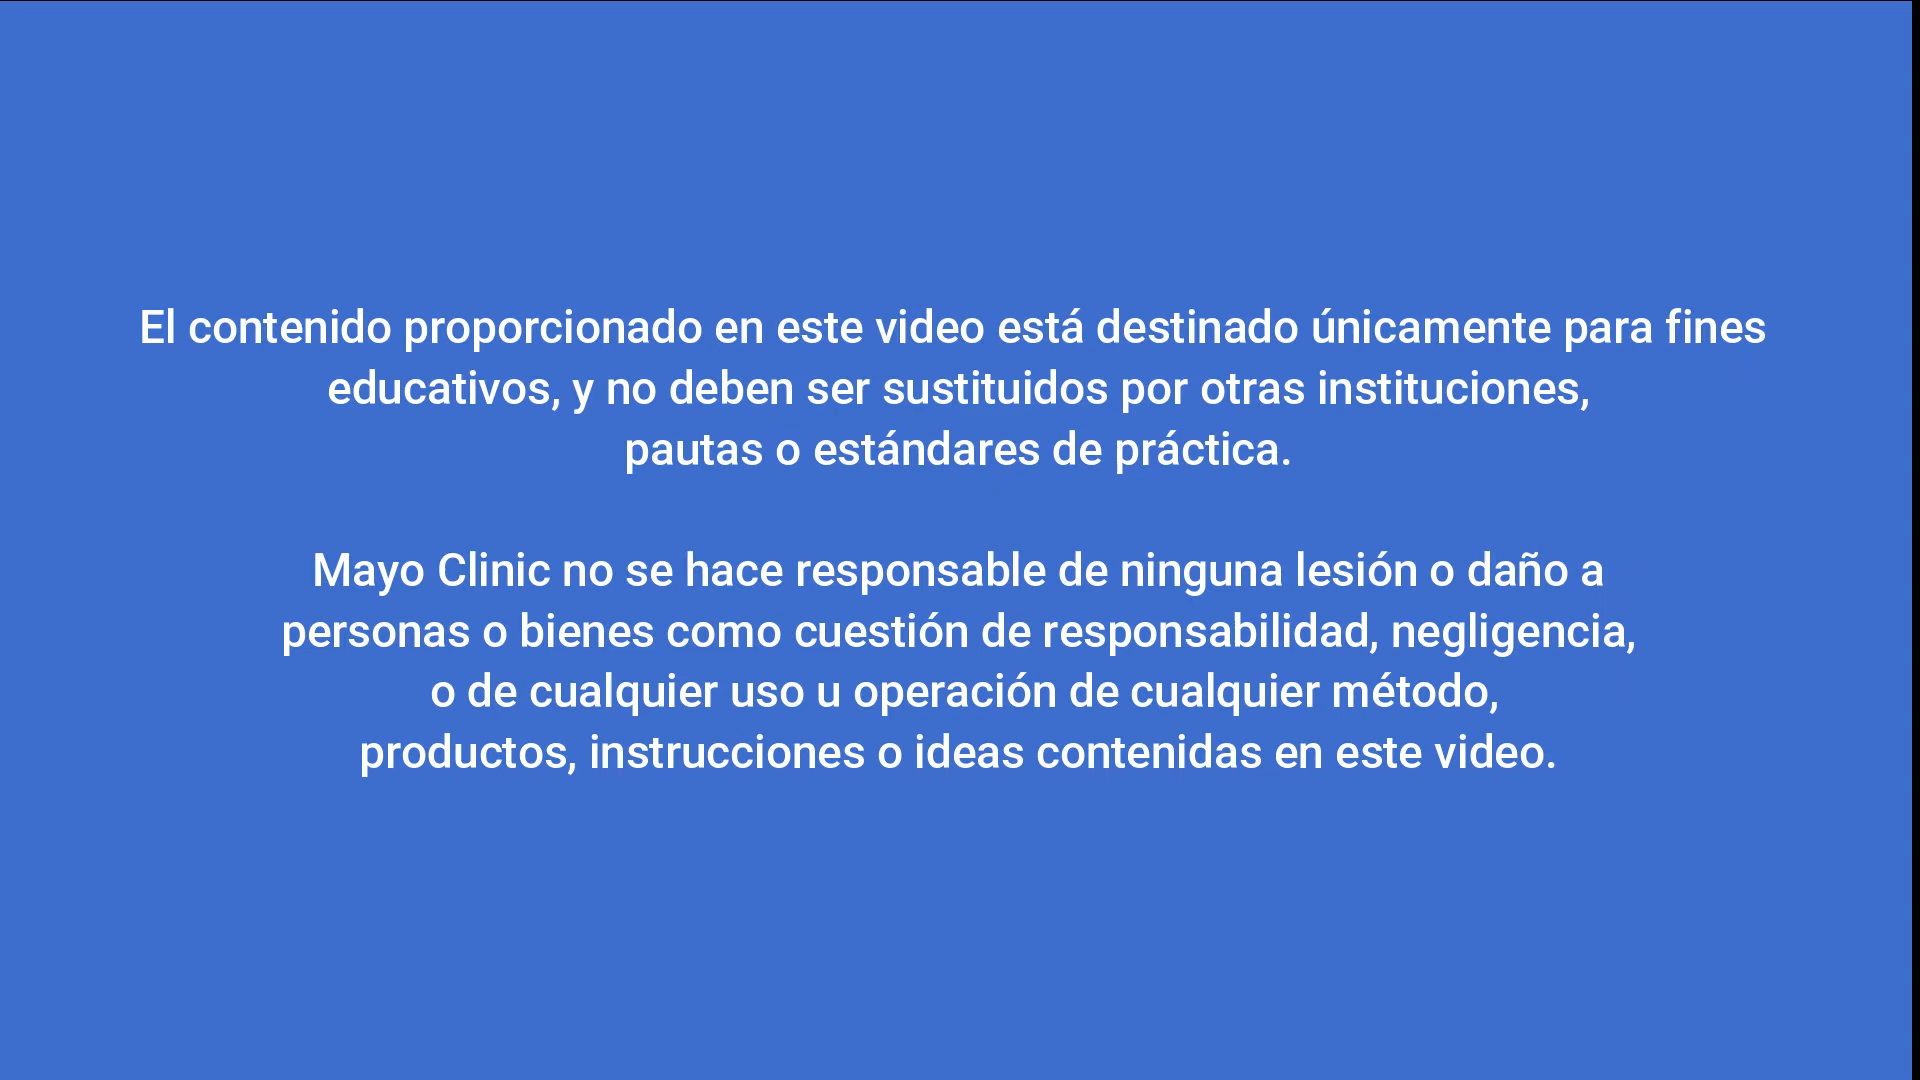 El contenido proporcionado en este video está destinado únicamente para fines
educativos, y no deben ser sustituidos por otras instituciones,
pautas o estándares de práctica.
Mayo Clinic no se hace responsable de ninguna lesión o daño a
personas o bienes como cuestión de responsabilidad, negligencia,
o de cualquier uso u operación de cualquier método,
productos, instrucciones o ideas contenidas en este video.